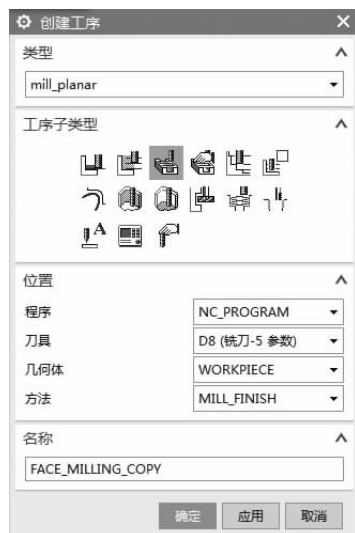 创建工序
类型
mill_planar
工序子类型
A
位置
程序 NC_PROGRAM
刀具 D8 (铣刀-5 参数)
几何体 WORKPIECE
方法 MILL_FINISH
名称
FACE_MILLING_COPY
确定 应用 取消